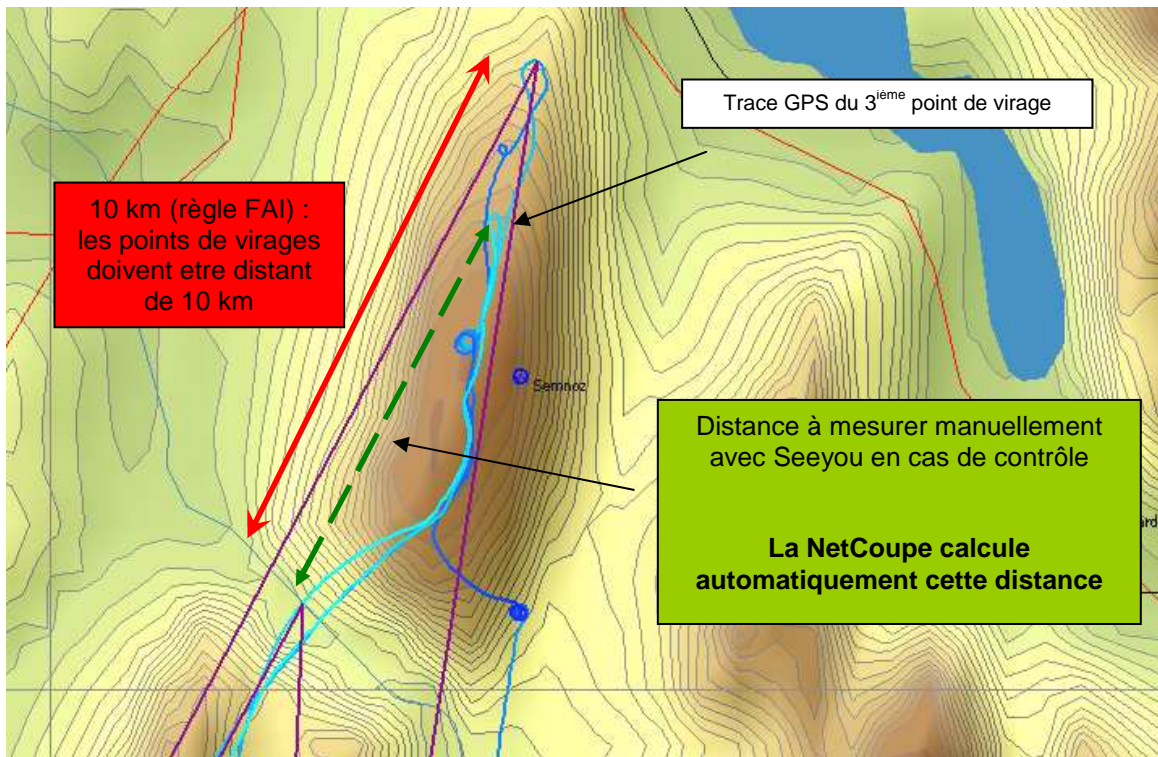 Trace GPS du 3ième point de virage
10 km (règle FAI) :
les points de virages
doivent etre distant
de 10 km
Semnoz
Distance à mesurer manuellement
avec Seeyou en cas de contrôle
La NetCoupe calcule
automatiquement cette distance